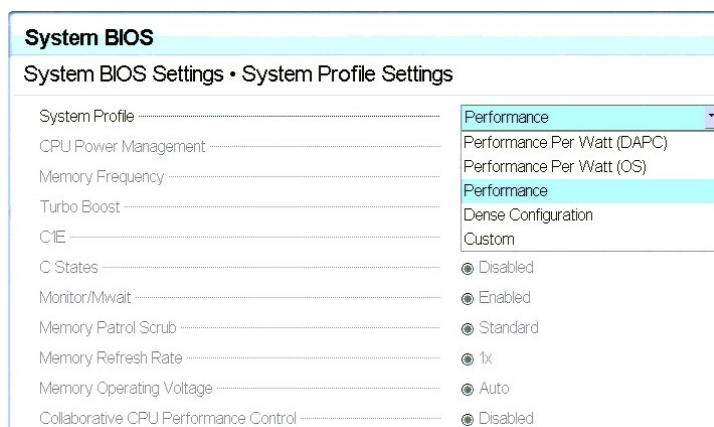 System BIOS
System BIOS Settings • System Profile Settings
System Profile
Performance
CPU Power Management
Performance Per Watt (DAPC)
Memory Frequency
Performance Per Watt (OS)
Turbo Boost
Performance
C1E
Dense Configuration
Custom
C States
Disabled
Monitor/Mwait
Enabled
Memory Patrol Scrub
Standard
Memory Refresh Rate
1x
Memory Operating Voltage
Auto
Collaborative CPU Performance Control
Disabled